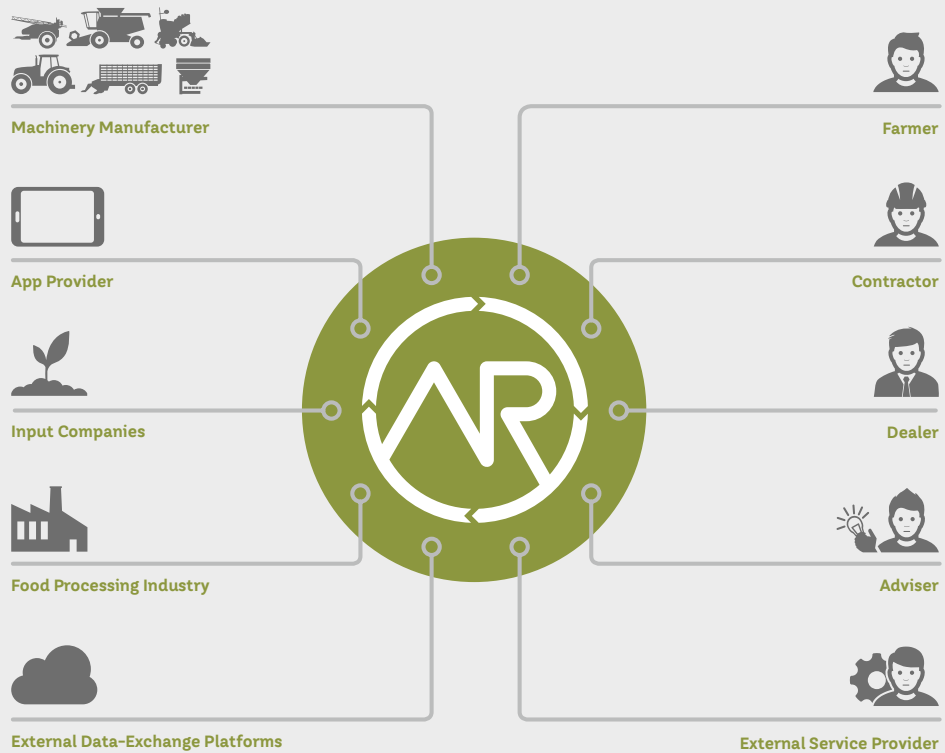 Machinery Manufacturer
Farmer
App Provider
Contractor
Input Companies
Dealer
Food Processing Industry
Adviser
External Data-Exchange Platforms
External Service Provider